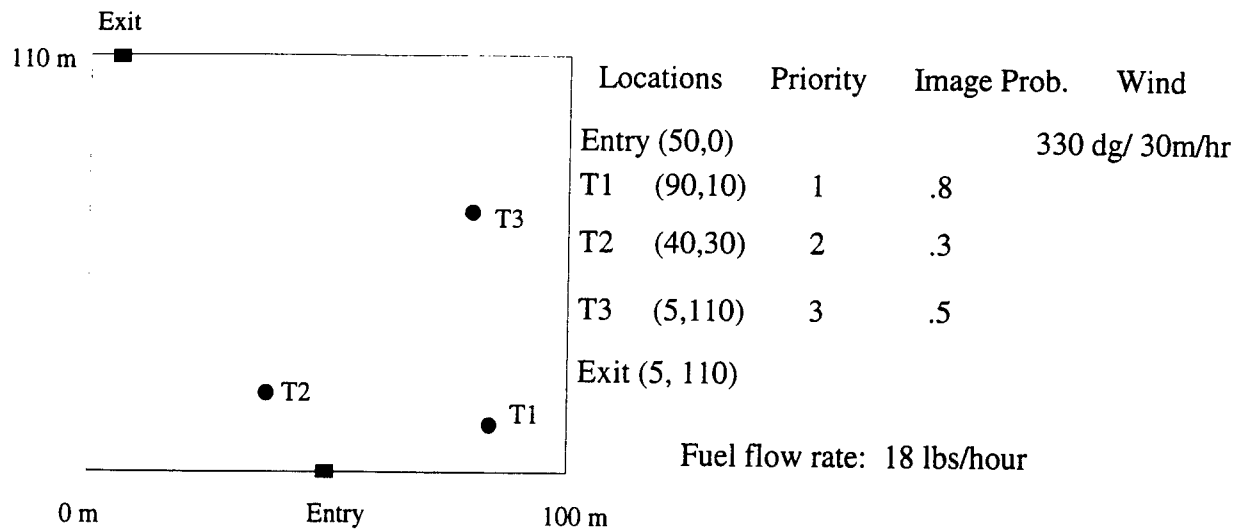 Exit
110 m
Locations Priority Image Prob. Wind
Entry (50,0) 330 dg/ 30m/hr
T1 (90,10) 1 .8
T3
T2 (40,30) 2 .3
T3 (5,110) 3 .5
Exit (5, 110)
T2
T1
Fuel flow rate: 18 lbs/hour
0 m Entry 100 m